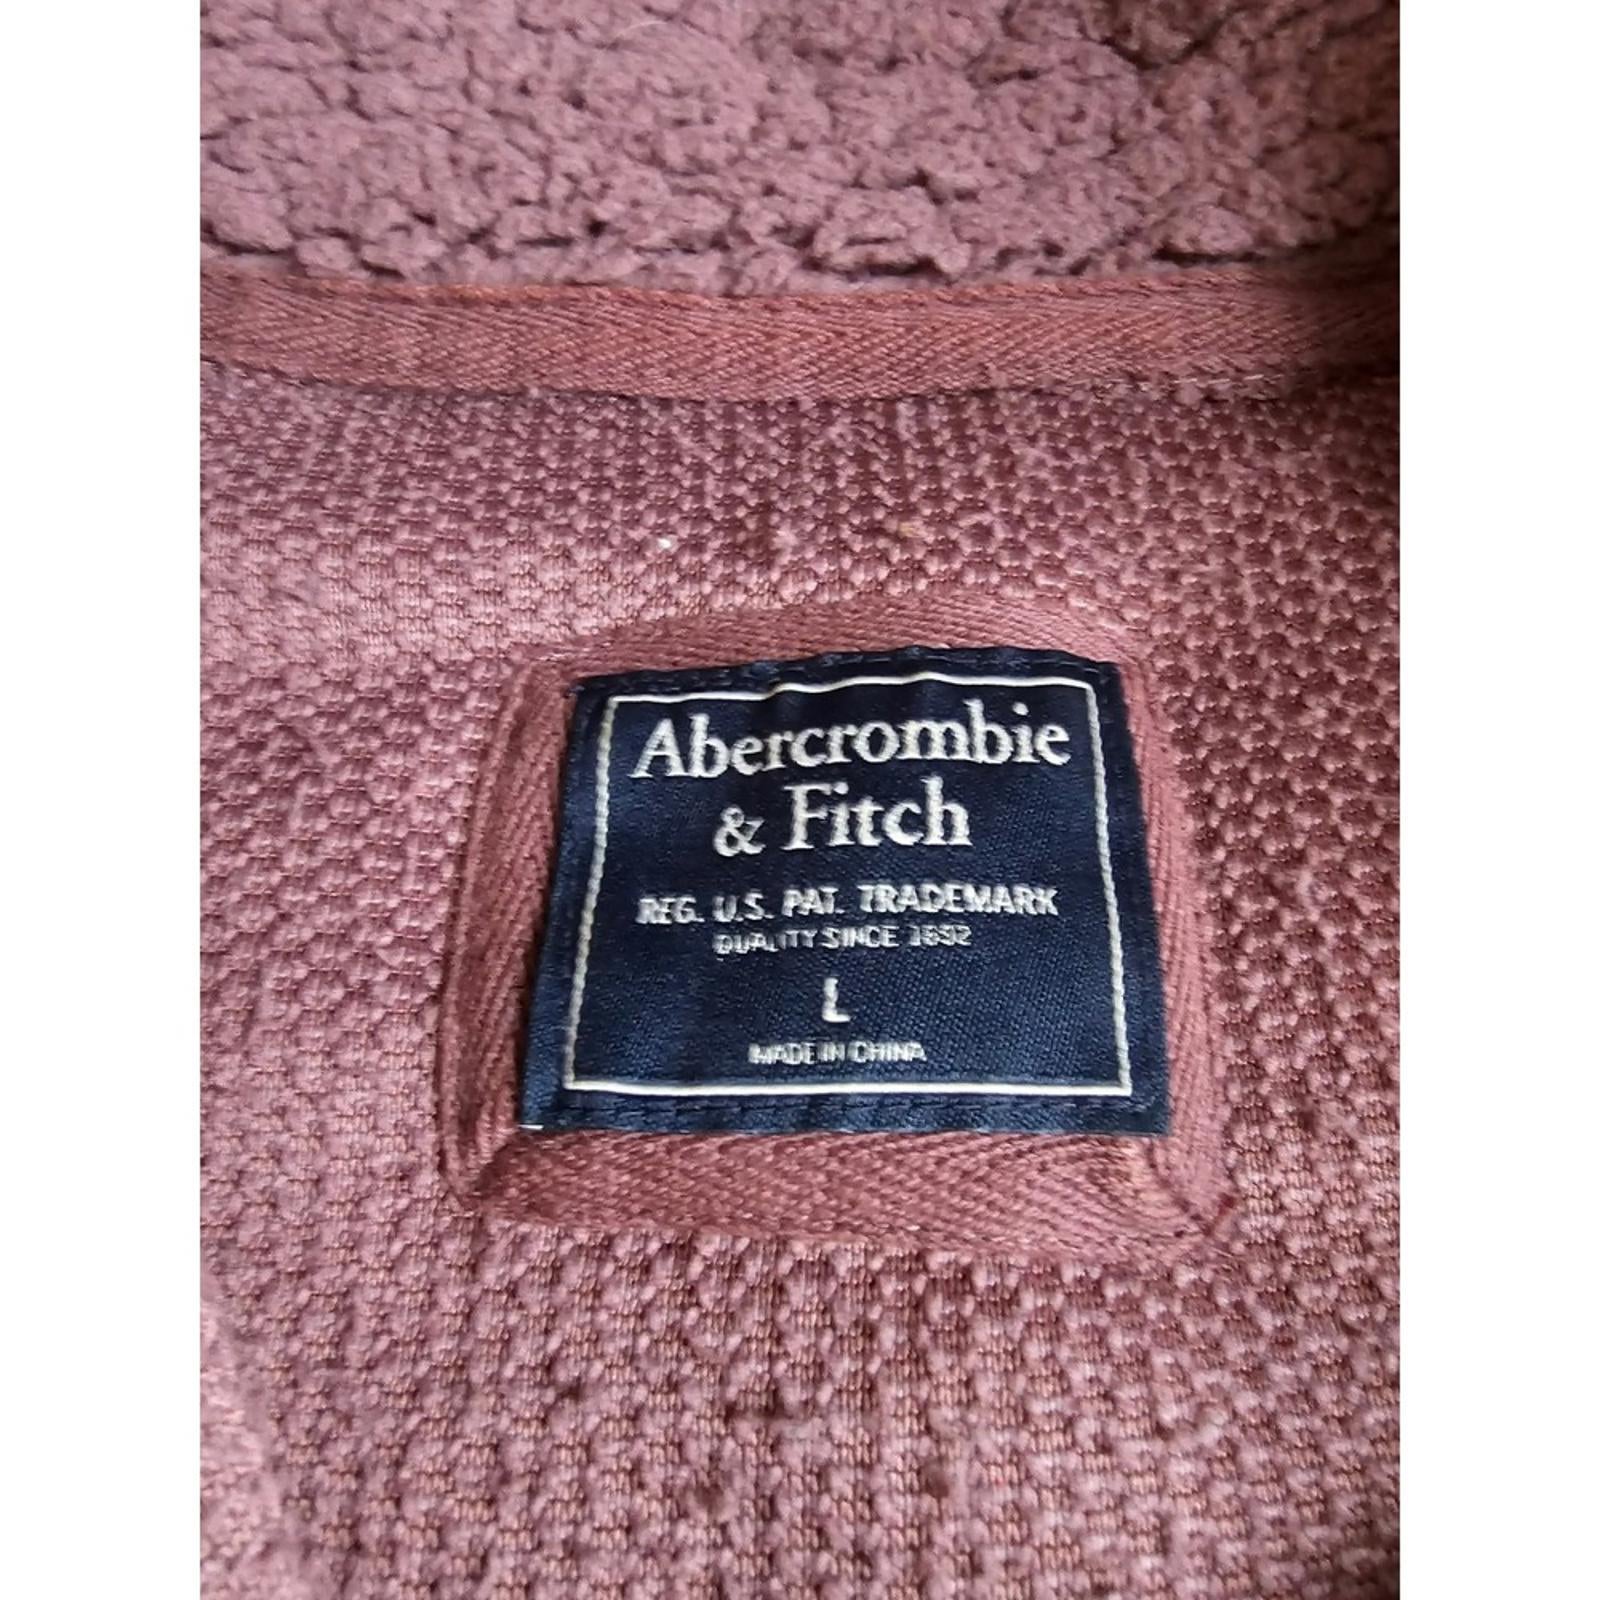 Abercrombie
& Fitch
REG. U.S. PAT. TRADEMARK
QUALITY SINCE 1892
L
MADE IN CHINA